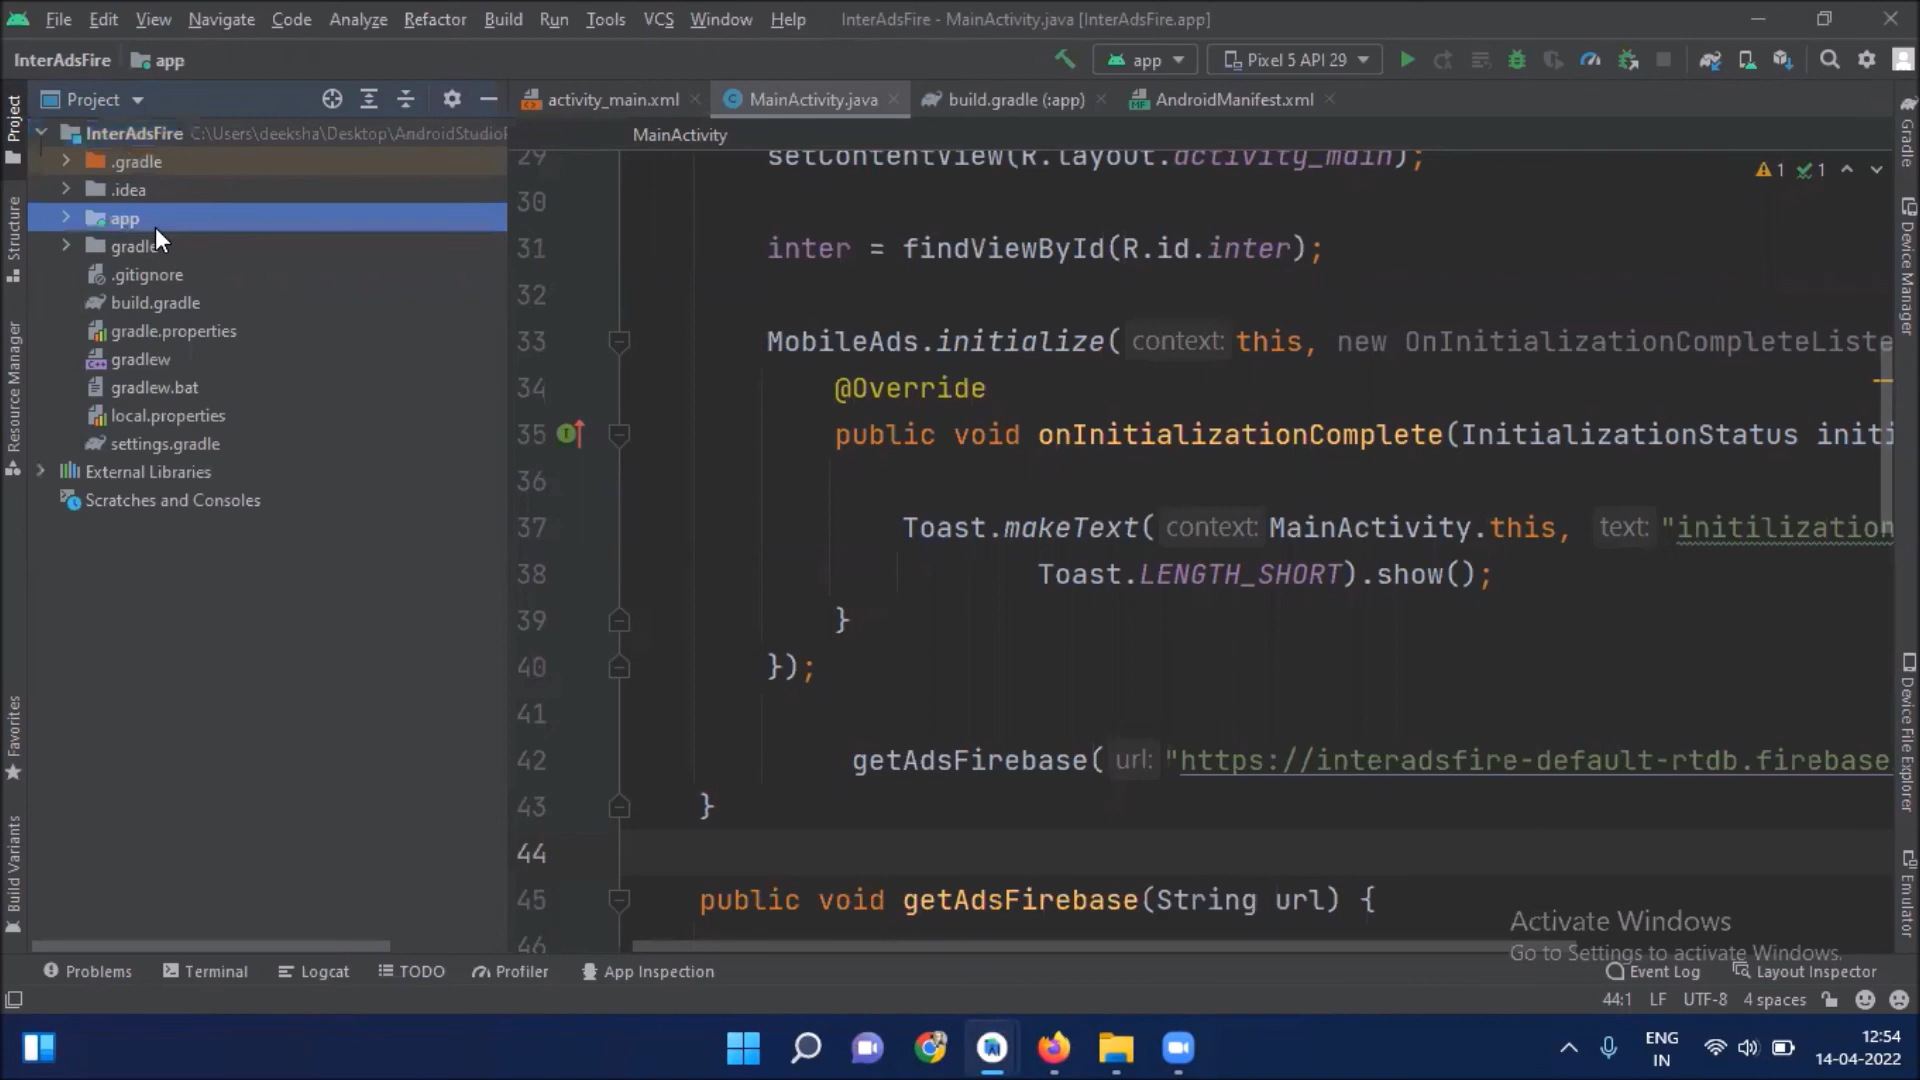 File Edit View Navigate Code Analyze Refactor Build Run Tools VCS Window Help InterAdsFire - MainActivity.java [InterAdsFire.app]
InterAdsFire app app Pixel 5 API 29
Project activity_main.xml MainActivity.java build.gradle (:app) AndroidManifest.xml
InterAdsFire C:\Users\deeksha\Desktop\AndroidStudioP
.gradle
.idea
app
gradle
.gitignore
build.gradle
gradle.properties
gradlew
gradlew.bat
local.properties
settings.gradle
External Libraries
Scratches and Consoles
Project
Structure
Resource Manager
Favorites
Build Variants
MainActivity
1 1
29 setContentView(R.layout.activity_main);
30
31 inter = findViewById(R.id.inter);
32
33 MobileAds.initialize( context: this, new OnInitializationCompleteListe
34 @Override
35 public void onInitializationComplete(InitializationStatus initi
36
37 Toast.makeText( context: MainActivity.this, text: "initilization
38 Toast.LENGTH_SHORT).show();
39 }
40 });
41
42 getAdsFirebase( url: "https://interadsfire-default-rtdb.firebase
43 }
44
45 public void getAdsFirebase(String url) {
46
Gradle
Device Manager
Device File Explorer
Emulator
Activate Windows
Go to Settings to activate Windows.
Problems Terminal Logcat TODO Profiler App Inspection Event Log Layout Inspector
44:1 LF UTF-8 4 spaces
ENG
IN
12:54
14-04-2022